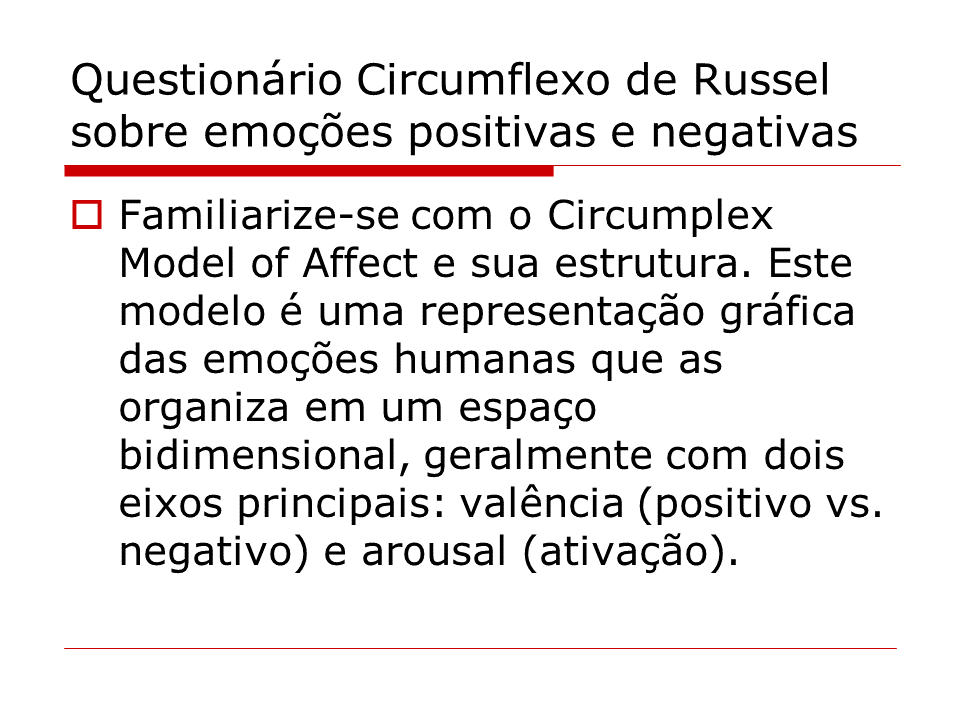 Questionário Circumflexo de Russel
sobre emoções positivas e negativas
Familiarize-se com o Circumplex
Model of Affect e sua estrutura. Este
modelo é uma representação gráfica
das emoções humanas que as
organiza em um espaço
bidimensional, geralmente com dois
eixos principais: valência (positivo vs.
negativo) e arousal (ativação).